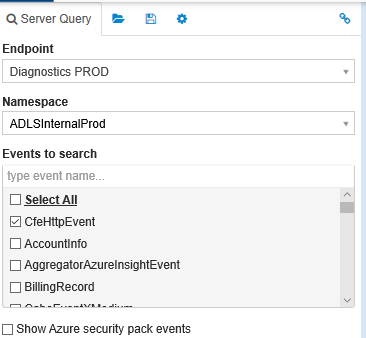 Server Query
Endpoint
Diagnostics PROD
Namespace
ADLSInternalProd
Events to search
type event name...
Select All
CfeHttpEvent
AccountInfo
AggregatorAzureInsightEvent
BillingRecord
Show Azure security pack events